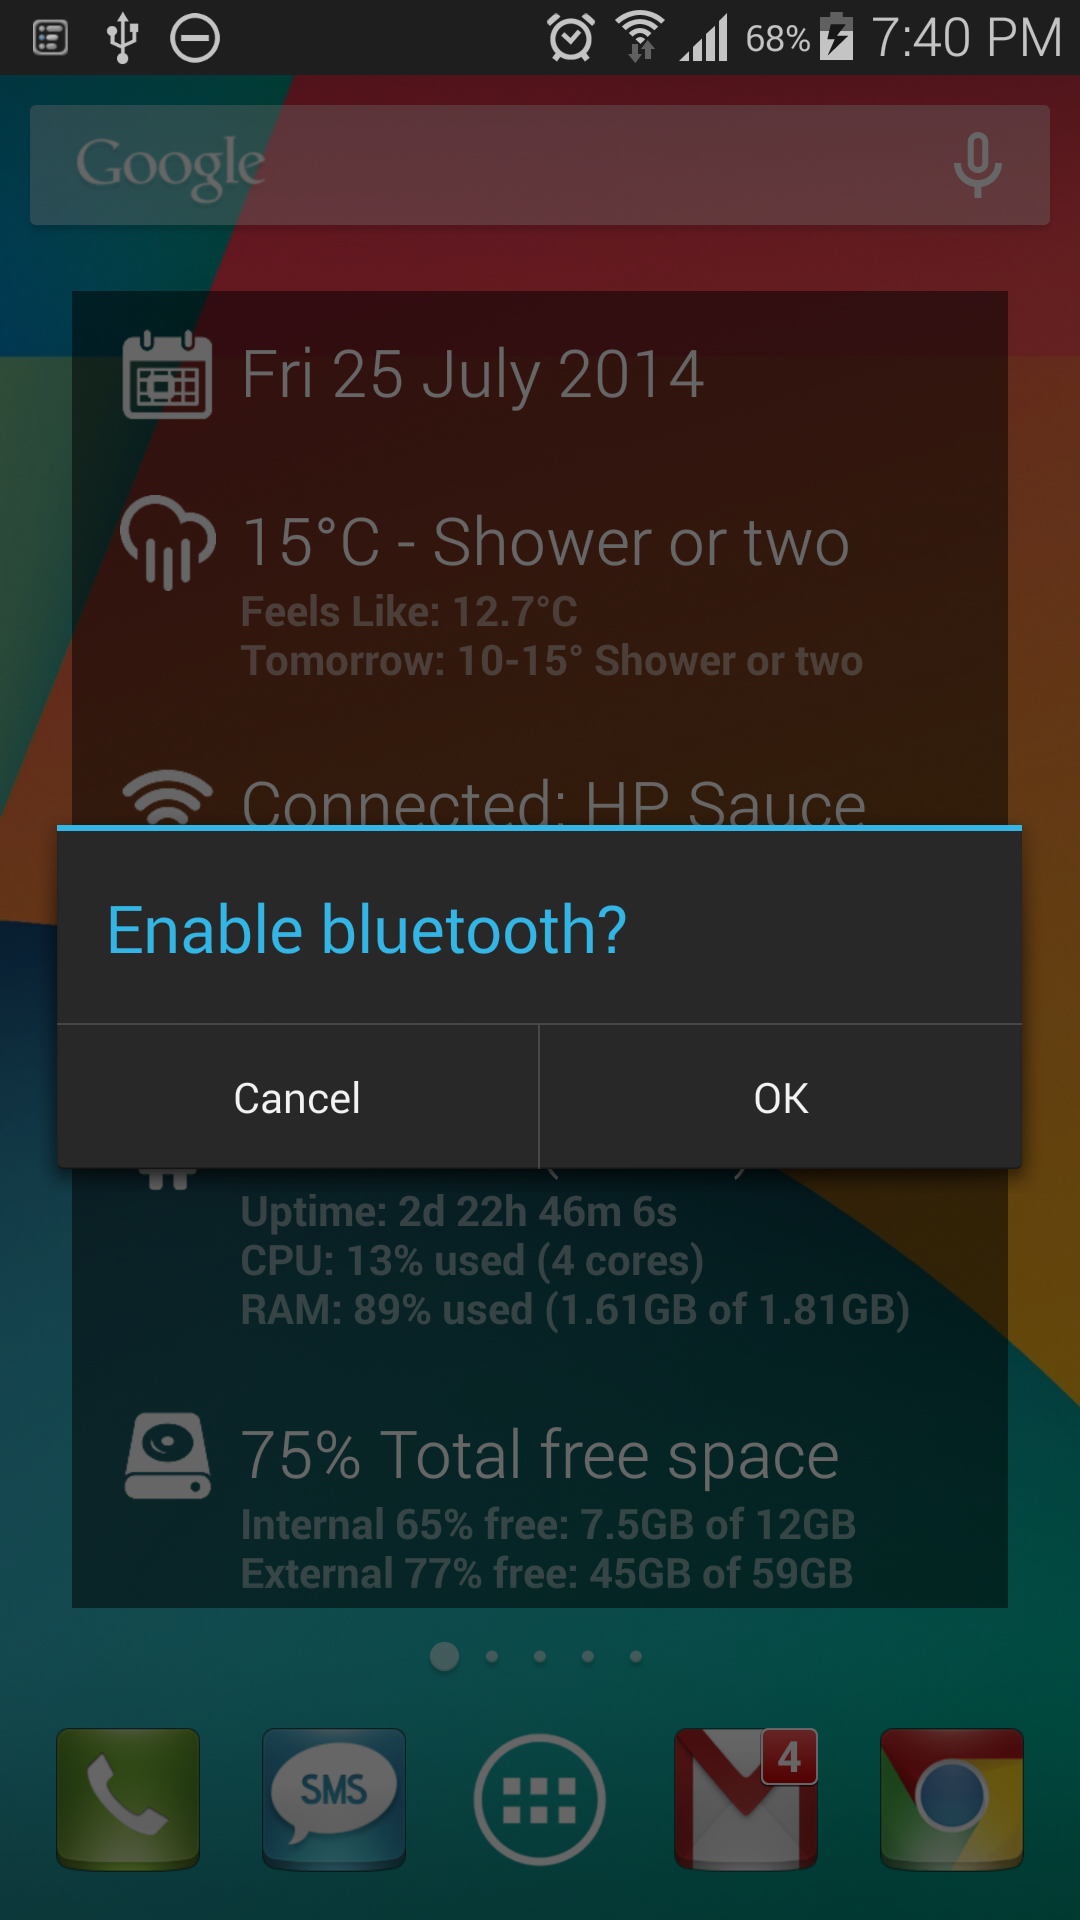 68% 7:40 PM
Google
Fri 25 July 2014
15°C - Shower or two
Feels Like: 12.7°C
Tomorrow: 10-15° Shower or two
Connected: HP Sauce
Enable bluetooth?
Cancel OK
Uptime: 2d 22h 46m 6s
CPU: 13% used (4 cores)
RAM: 89% used (1.61GB of 1.81GB)
75% Total free space
Internal 65% free: 7.5GB of 12GB
External 77% free: 45GB of 59GB
SMS 4